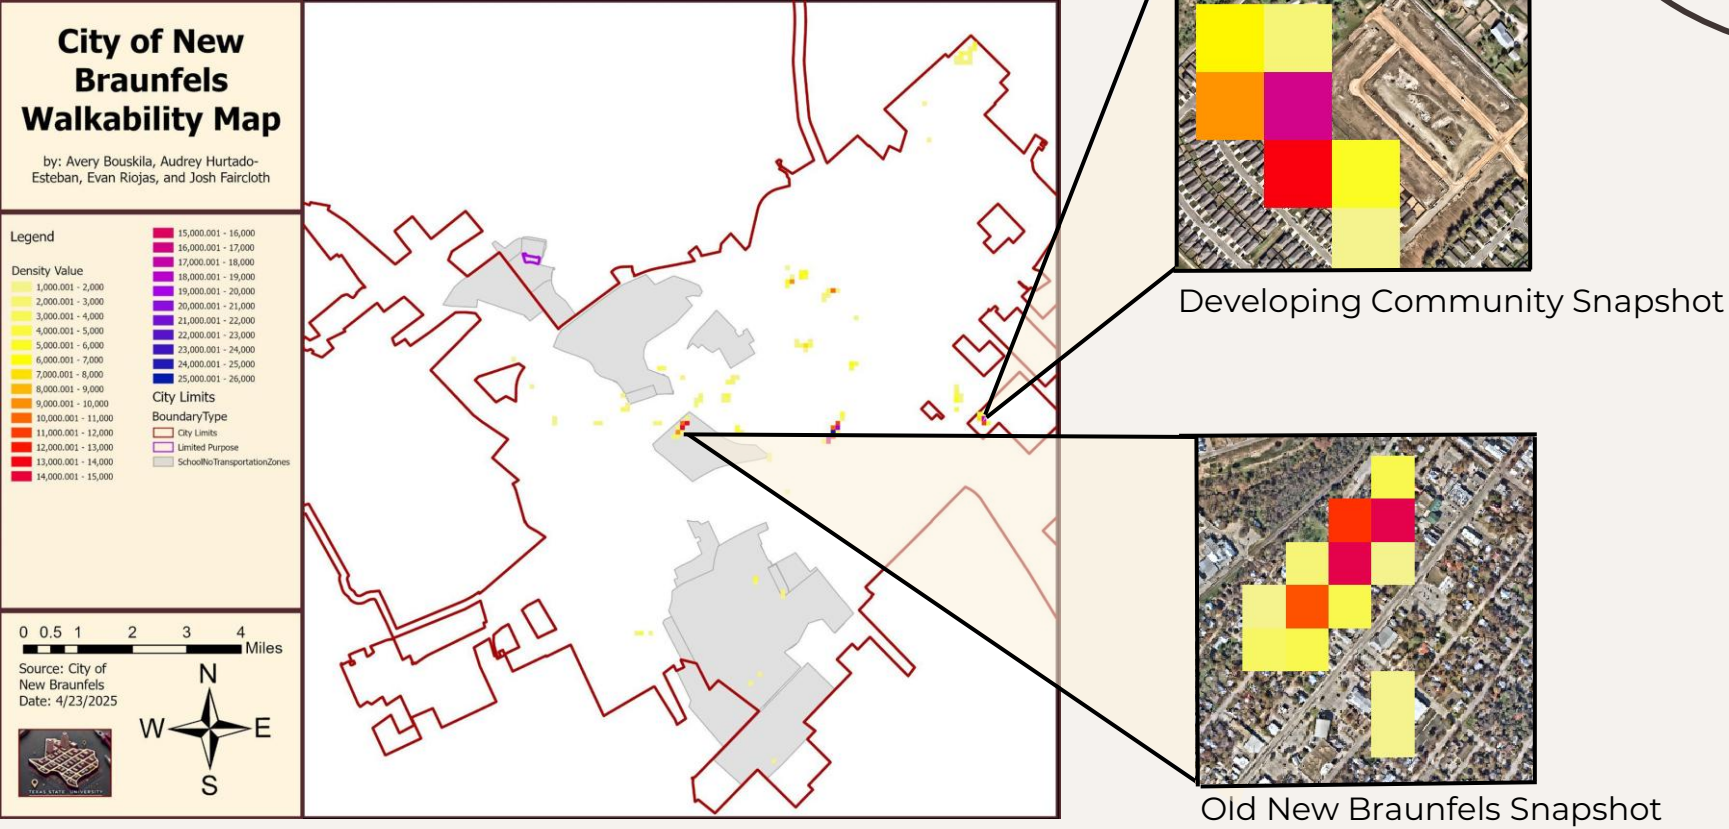 City of New
Braunfels
Walkability Map
by: Avery Bouskila, Audrey Hurtado-
Esteban, Evan Riojas, and Josh Faircloth
Legend
Density Value
1,000.001 - 2,000
2,000.001 - 3,000
3,000.001 - 4,000
4,000.001 - 5,000
5,000.001 - 6,000
6,000.001 - 7,000
7,000.001 - 8,000
8,000.001 - 9,000
9,000.001 - 10,000
10,000.001 - 11,000
11,000.001 - 12,000
12,000.001 - 13,000
13,000.001 - 14,000
14,000.001 - 15,000
15,000.001 - 16,000
16,000.001 - 17,000
17,000.001 - 18,000
18,000.001 - 19,000
19,000.001 - 20,000
20,000.001 - 21,000
21,000.001 - 22,000
22,000.001 - 23,000
23,000.001 - 24,000
24,000.001 - 25,000
25,000.001 - 26,000
City Limits
BoundaryType
City Limits
Limited Purpose
SchoolNoTransportationZones
0 0.5 1 2 3 4
Miles
Source: City of
New Braunfels
Date: 4/23/2025
N
W E
S
TEXAS STATE UNIVERSITY
Developing Community Snapshot
Old New Braunfels Snapshot